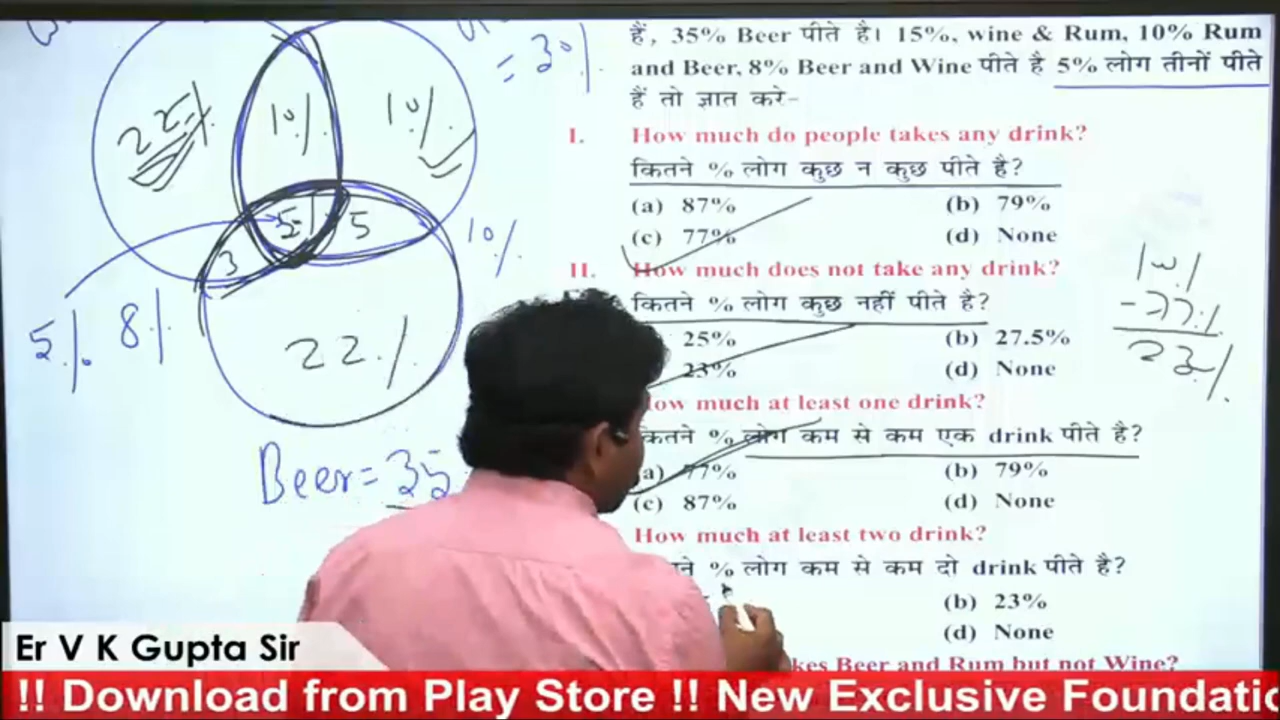 हैं, 35% Beer पीते है। 15%, wine & Rum, 10% Rum
and Beer, 8% Beer and Wine पीते है 5% लोग तीनों पीते
हैं तो ज्ञात करे-
I. How much do people takes any drink?
कितने % लोग कुछ न कुछ पीते है?
(a) 87% (b) 79%
(c) 77% (d) None
II. How much does not take any drink?
कितने % लोग कुछ नहीं पीते है?
25% (b) 27.5%
23% (d) None
How much at least one drink?
कितने % लोग कम से कम एक drink पीते है?
(a) 77% (b) 79%
(c) 87% (d) None
How much at least two drink?
% लोग कम से कम दो drink पीते है?
(b) 23%
(d) None
Beer and Rum but not Wine?
= 30%
10%
10%
5%
5
3
10%
5%
8%
22%
Beer = 35
100%
- 77%
23%
Er V K Gupta Sir
!! Download from Play Store !! New Exclusive